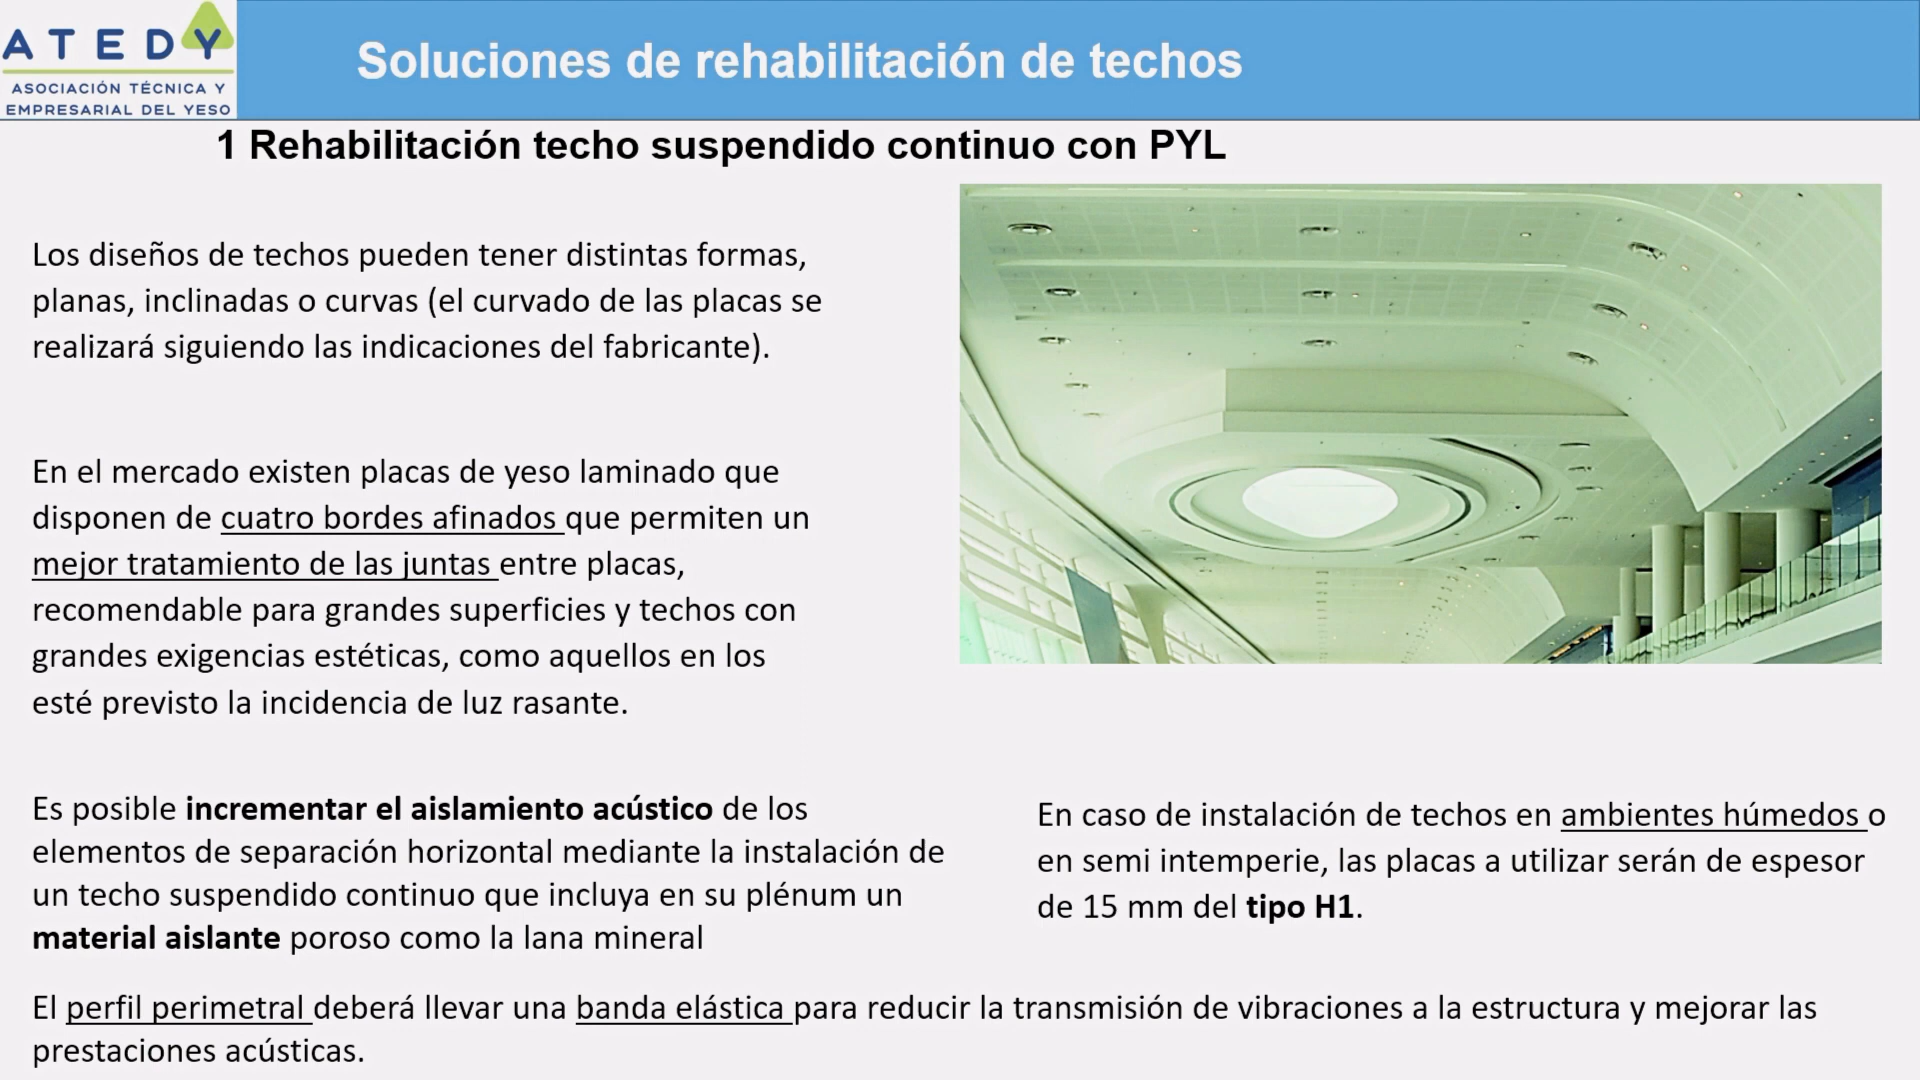 ATEDY
ASOCIACIÓN TÉCNICA Y
EMPRESARIAL DEL YESO
Soluciones de rehabilitación de techos
1 Rehabilitación techo suspendido continuo con PYL
Los diseños de techos pueden tener distintas formas,
planas, inclinadas o curvas (el curvado de las placas se
realizará siguiendo las indicaciones del fabricante).
En el mercado existen placas de yeso laminado que
disponen de cuatro bordes afinados que permiten un
mejor tratamiento de las juntas entre placas,
recomendable para grandes superficies y techos con
grandes exigencias estéticas, como aquellos en los
esté previsto la incidencia de luz rasante.
Es posible incrementar el aislamiento acústico de los
elementos de separación horizontal mediante la instalación de
un techo suspendido continuo que incluya en su plénum un
material aislante poroso como la lana mineral
En caso de instalación de techos en ambientes húmedos o
en semi intemperie, las placas a utilizar serán de espesor
de 15 mm del tipo H1.
El perfil perimetral deberá llevar una banda elástica para reducir la transmisión de vibraciones a la estructura y mejorar las
prestaciones acústicas.